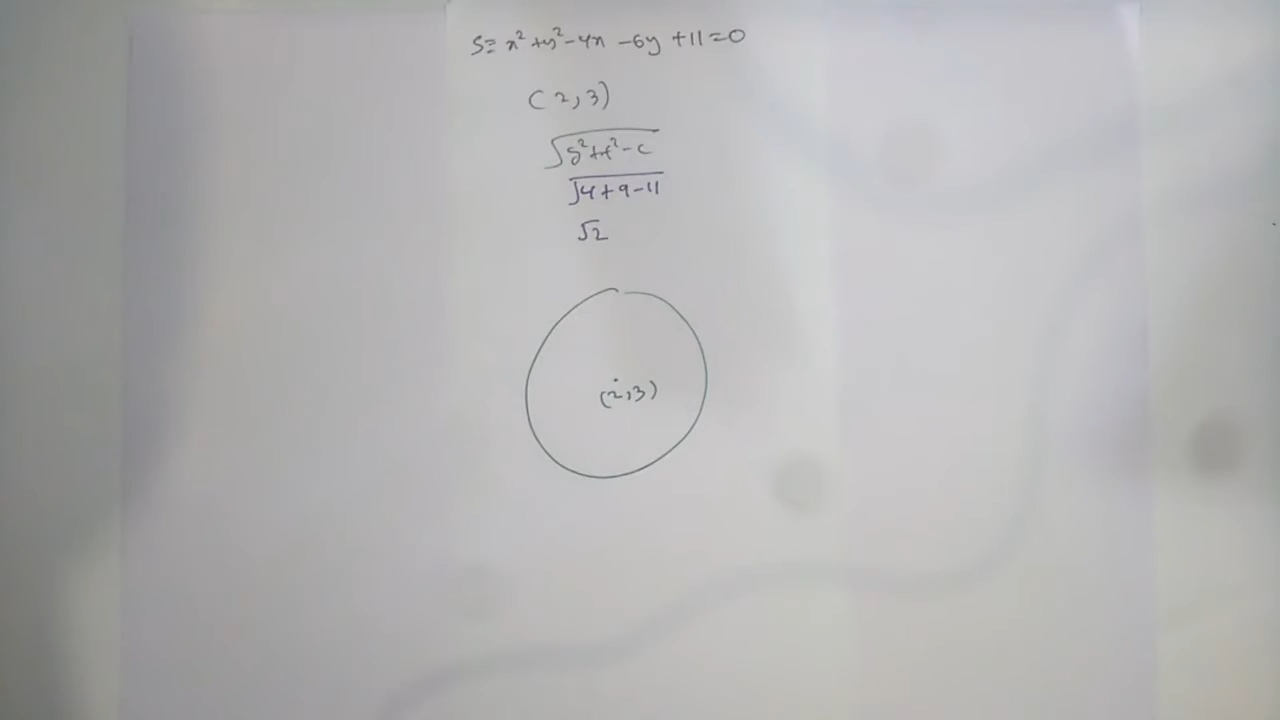 S≡ x² + y² - 4x - 6y + 11 = 0
(2, 3)
√g² + f² - c
√4 + 9 - 11
√2
(2, 3)